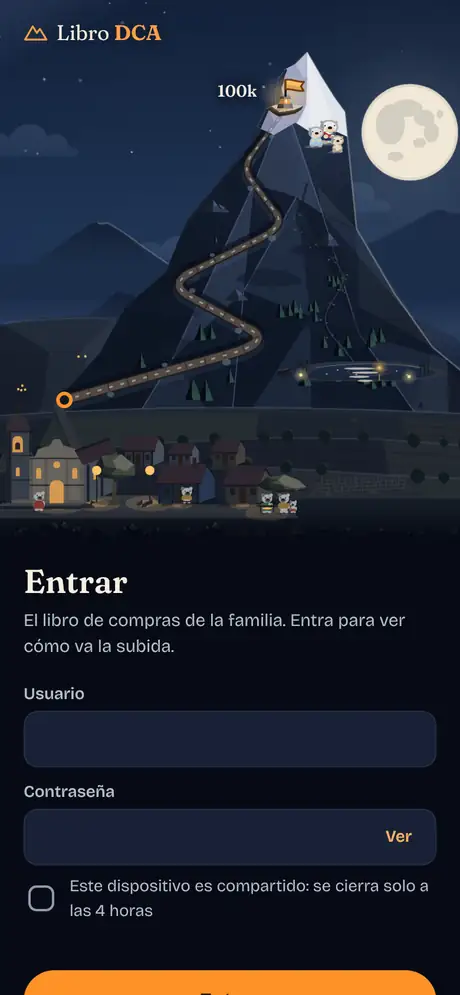 Libro DCA
100k
Entrar
El libro de compras de la familia. Entra para ver
cómo va la subida.
Usuario
Contraseña
Ver
Este dispositivo es compartido: se cierra solo a
las 4 horas